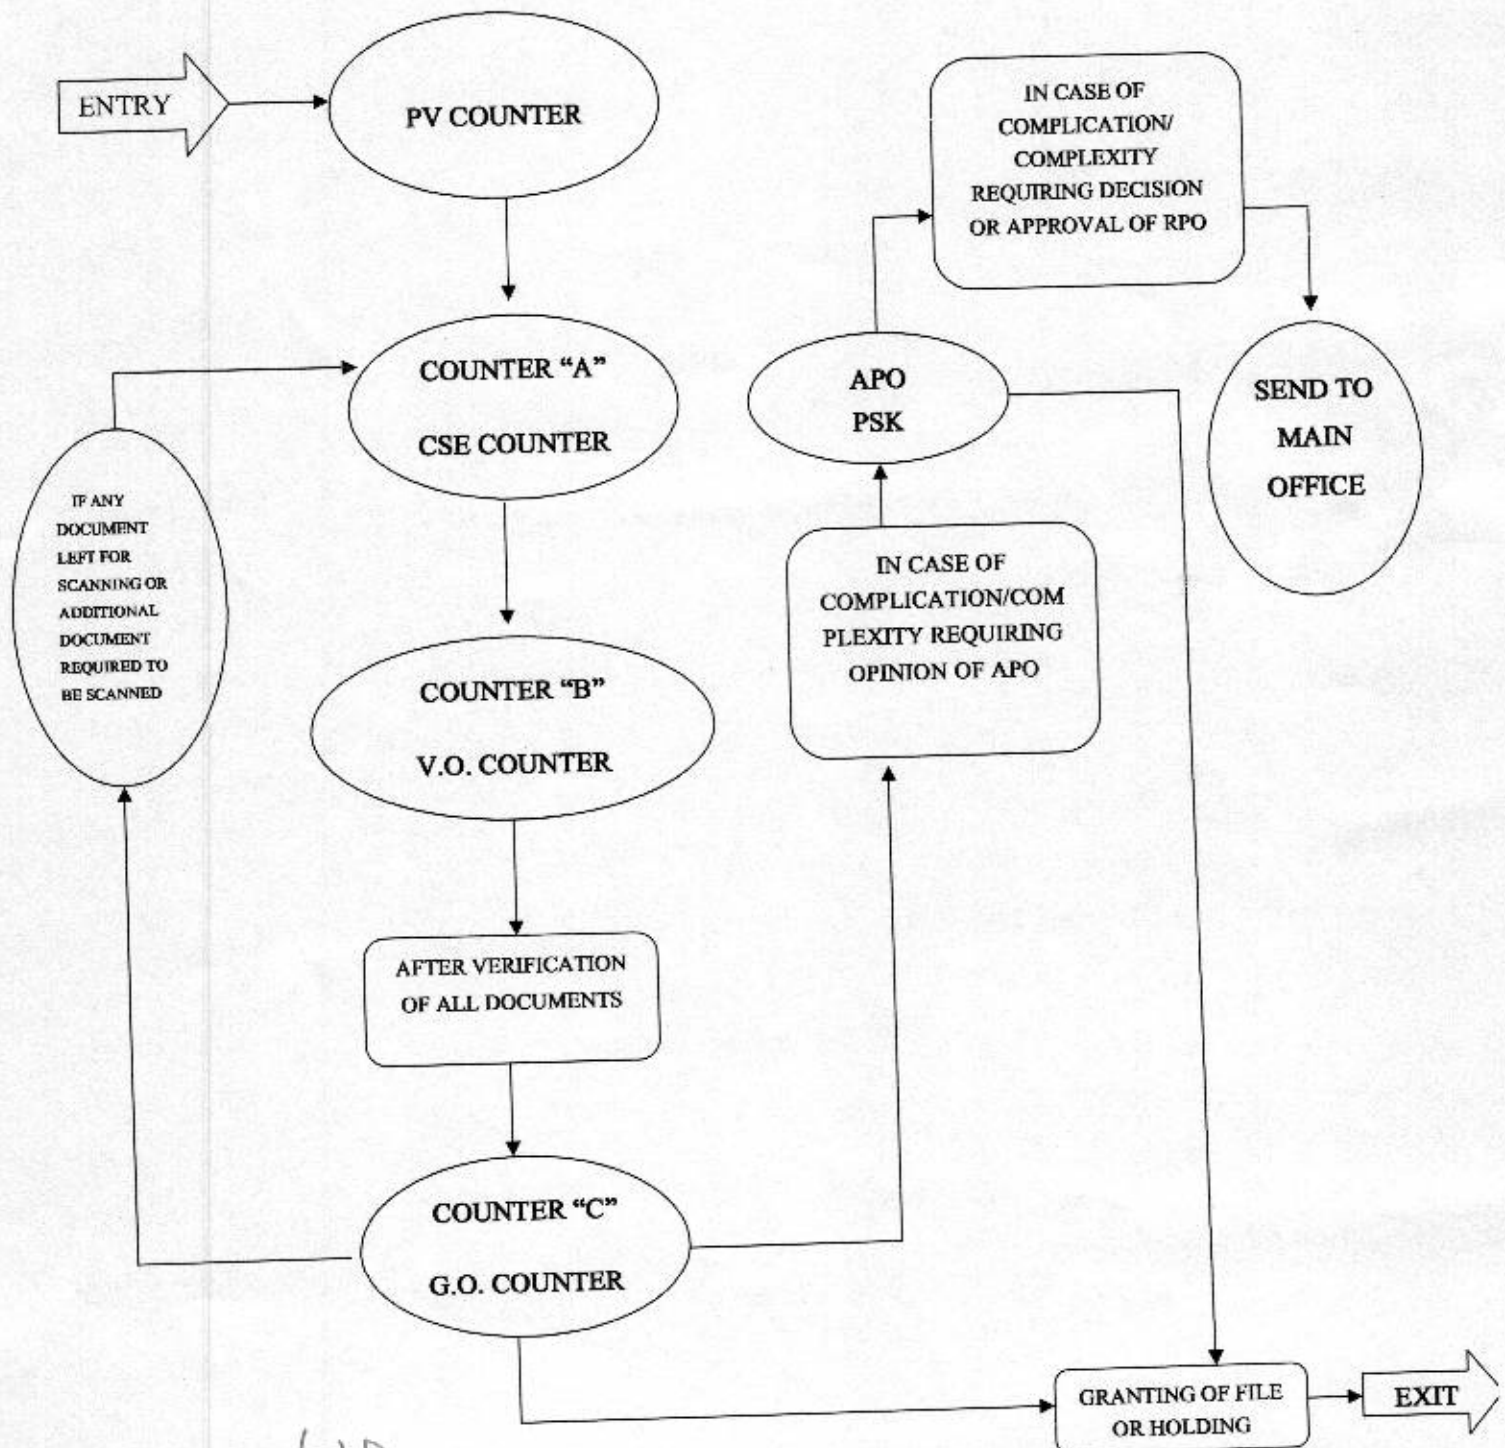 ENTRY
PV COUNTER
IN CASE OF
COMPLICATION/
COMPLEXITY
REQUIRING DECISION
OR APPROVAL OF RPO
COUNTER “A”
CSE COUNTER
APO
PSK
SEND TO
MAIN
OFFICE
IF ANY
DOCUMENT
LEFT FOR
SCANNING OR
ADDITIONAL
DOCUMENT
REQUIRED TO
BE SCANNED
IN CASE OF
COMPLICATION/COM
PLEXITY REQUIRING
OPINION OF APO
COUNTER “B”
V.O. COUNTER
AFTER VERIFICATION
OF ALL DOCUMENTS
COUNTER “C”
G.O. COUNTER
GRANTING OF FILE
OR HOLDING
EXIT